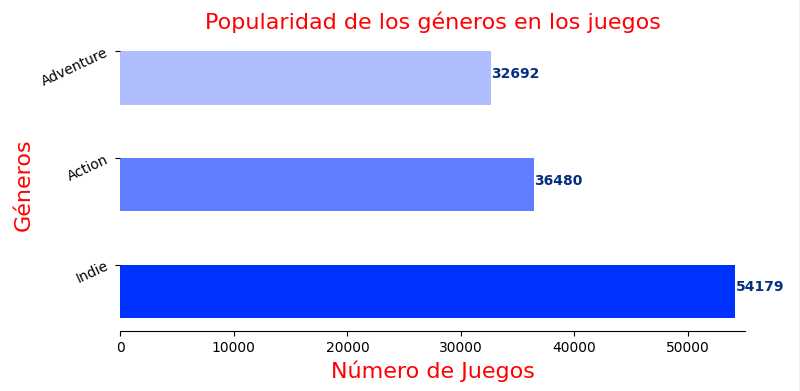 Popularidad de los géneros en los juegos
Géneros
Adventure
32692
Action
36480
Indie
54179
0 10000 20000 30000 40000 50000
Número de Juegos